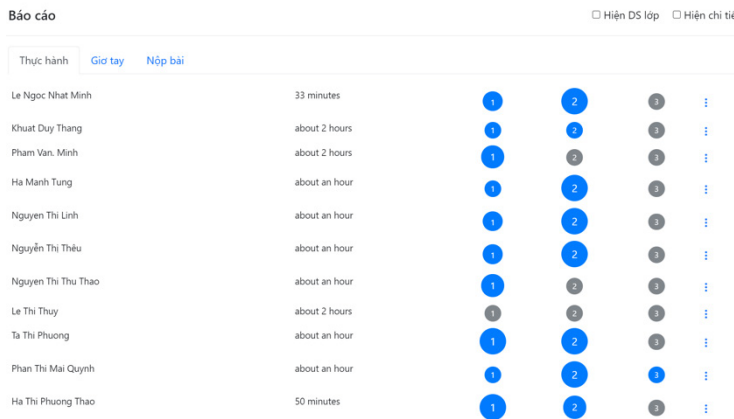 Báo cáo Hiện DS lớp Hiện chi tiế
Thực hành Giơ tay Nộp bài
Le Ngoc Nhat Minh 33 minutes 1 2 3
Khuat Duy Thang about 2 hours 1 2 3
Pham Van. Minh about 2 hours 1 2 3
Ha Manh Tung about an hour 1 2 3
Nguyen Thi Linh about an hour 1 2 3
Nguyễn Thị Thêu about an hour 1 2 3
Nguyen Thi Thu Thao about an hour 1 2 3
Le Thi Thuy about 2 hours 1 2 3
Ta Thi Phuong about an hour 1 2 3
Phan Thi Mai Quynh about an hour 1 2 3
Ha Thi Phuong Thao 50 minutes 1 2 3